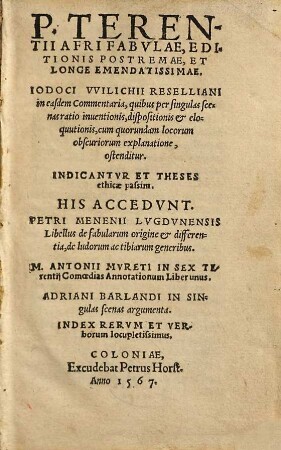 P. TEREN-
TII AFRI FABVLAE, EDI
TIONIS POSTREMAE, ET
LONGE EMENDATISSIMAE.
IODOCI VVILICHII RESELLIANI
in easdem Commentaria, quibus per singulas sce-
nas ratio inuentionis, dispositionis & elo-
quutionis, cum quorundam locorum
obscuriorum explanatione,
ostenditur.
INDICANTVR ET THESES
ethicæ passim.
HIS ACCEDVNT.
PETRI MENENII LVGDVNENSIS
Libellus de fabularum origine & differen-
tia, de ludorum ac tibiarum generibus.
M. ANTONII MVRETI IN SEX TE
rentij Comœdias Annotationum Liber unus.
ADRIANI BARLANDI IN SIN-
gulas scenas argumenta.
INDEX RERVM ET VER-
borum locupletissimus.
COLONIAE,
Excudebat Petrus Horst.
Anno 1567.